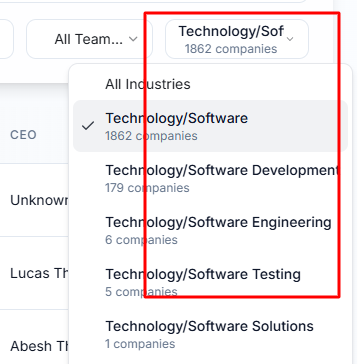 All Team...
Technology/Sof
1862 companies
All Industries
CEO
Technology/Software
1862 companies
Technology/Software Development
179 companies
Unknown
Technology/Software Engineering
6 companies
Lucas Th
Technology/Software Testing
5 companies
Technology/Software Solutions
1 companies
Abesh Th